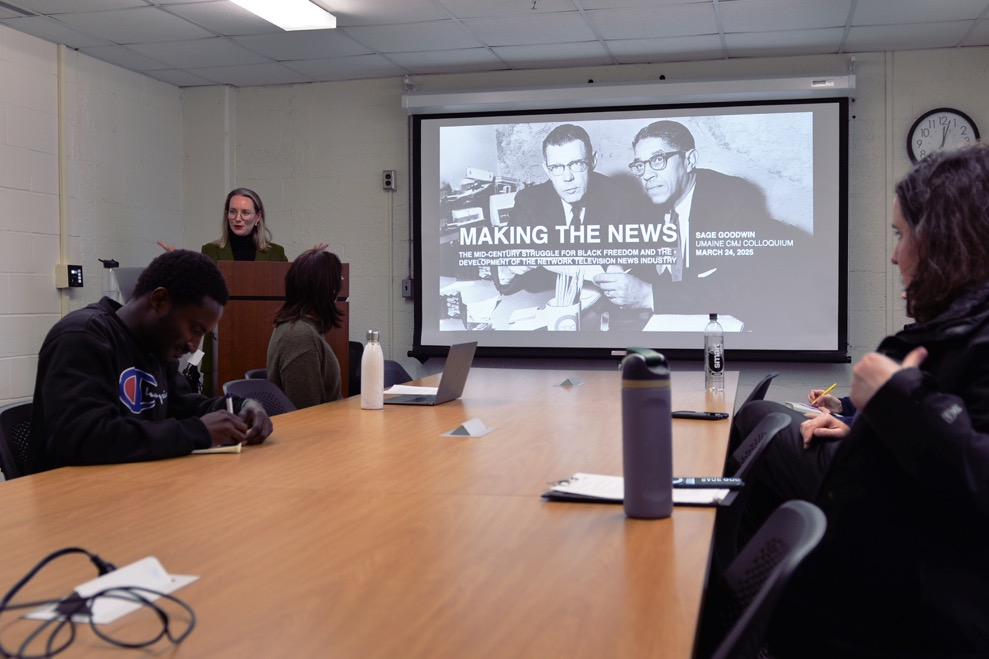 MAKING THE NEWS
THE MID-CENTURY STRUGGLE FOR BLACK FREEDOM AND THE
DEVELOPMENT OF THE NETWORK TELEVISION NEWS INDUSTRY
SAGE GOODWIN
UMAINE CMJ COLLOQUIUM
MARCH 24, 2025